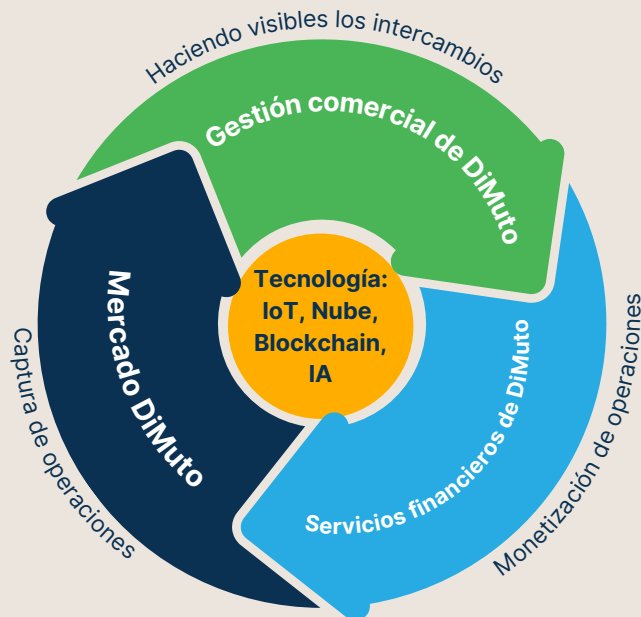 Haciendo visibles los intercambios
Gestión comercial de DiMuto
Tecnología:
IoT, Nube,
Blockchain,
IA
Mercado DiMuto
Captura de operaciones
Servicios financieros de DiMuto
Monetización de operaciones